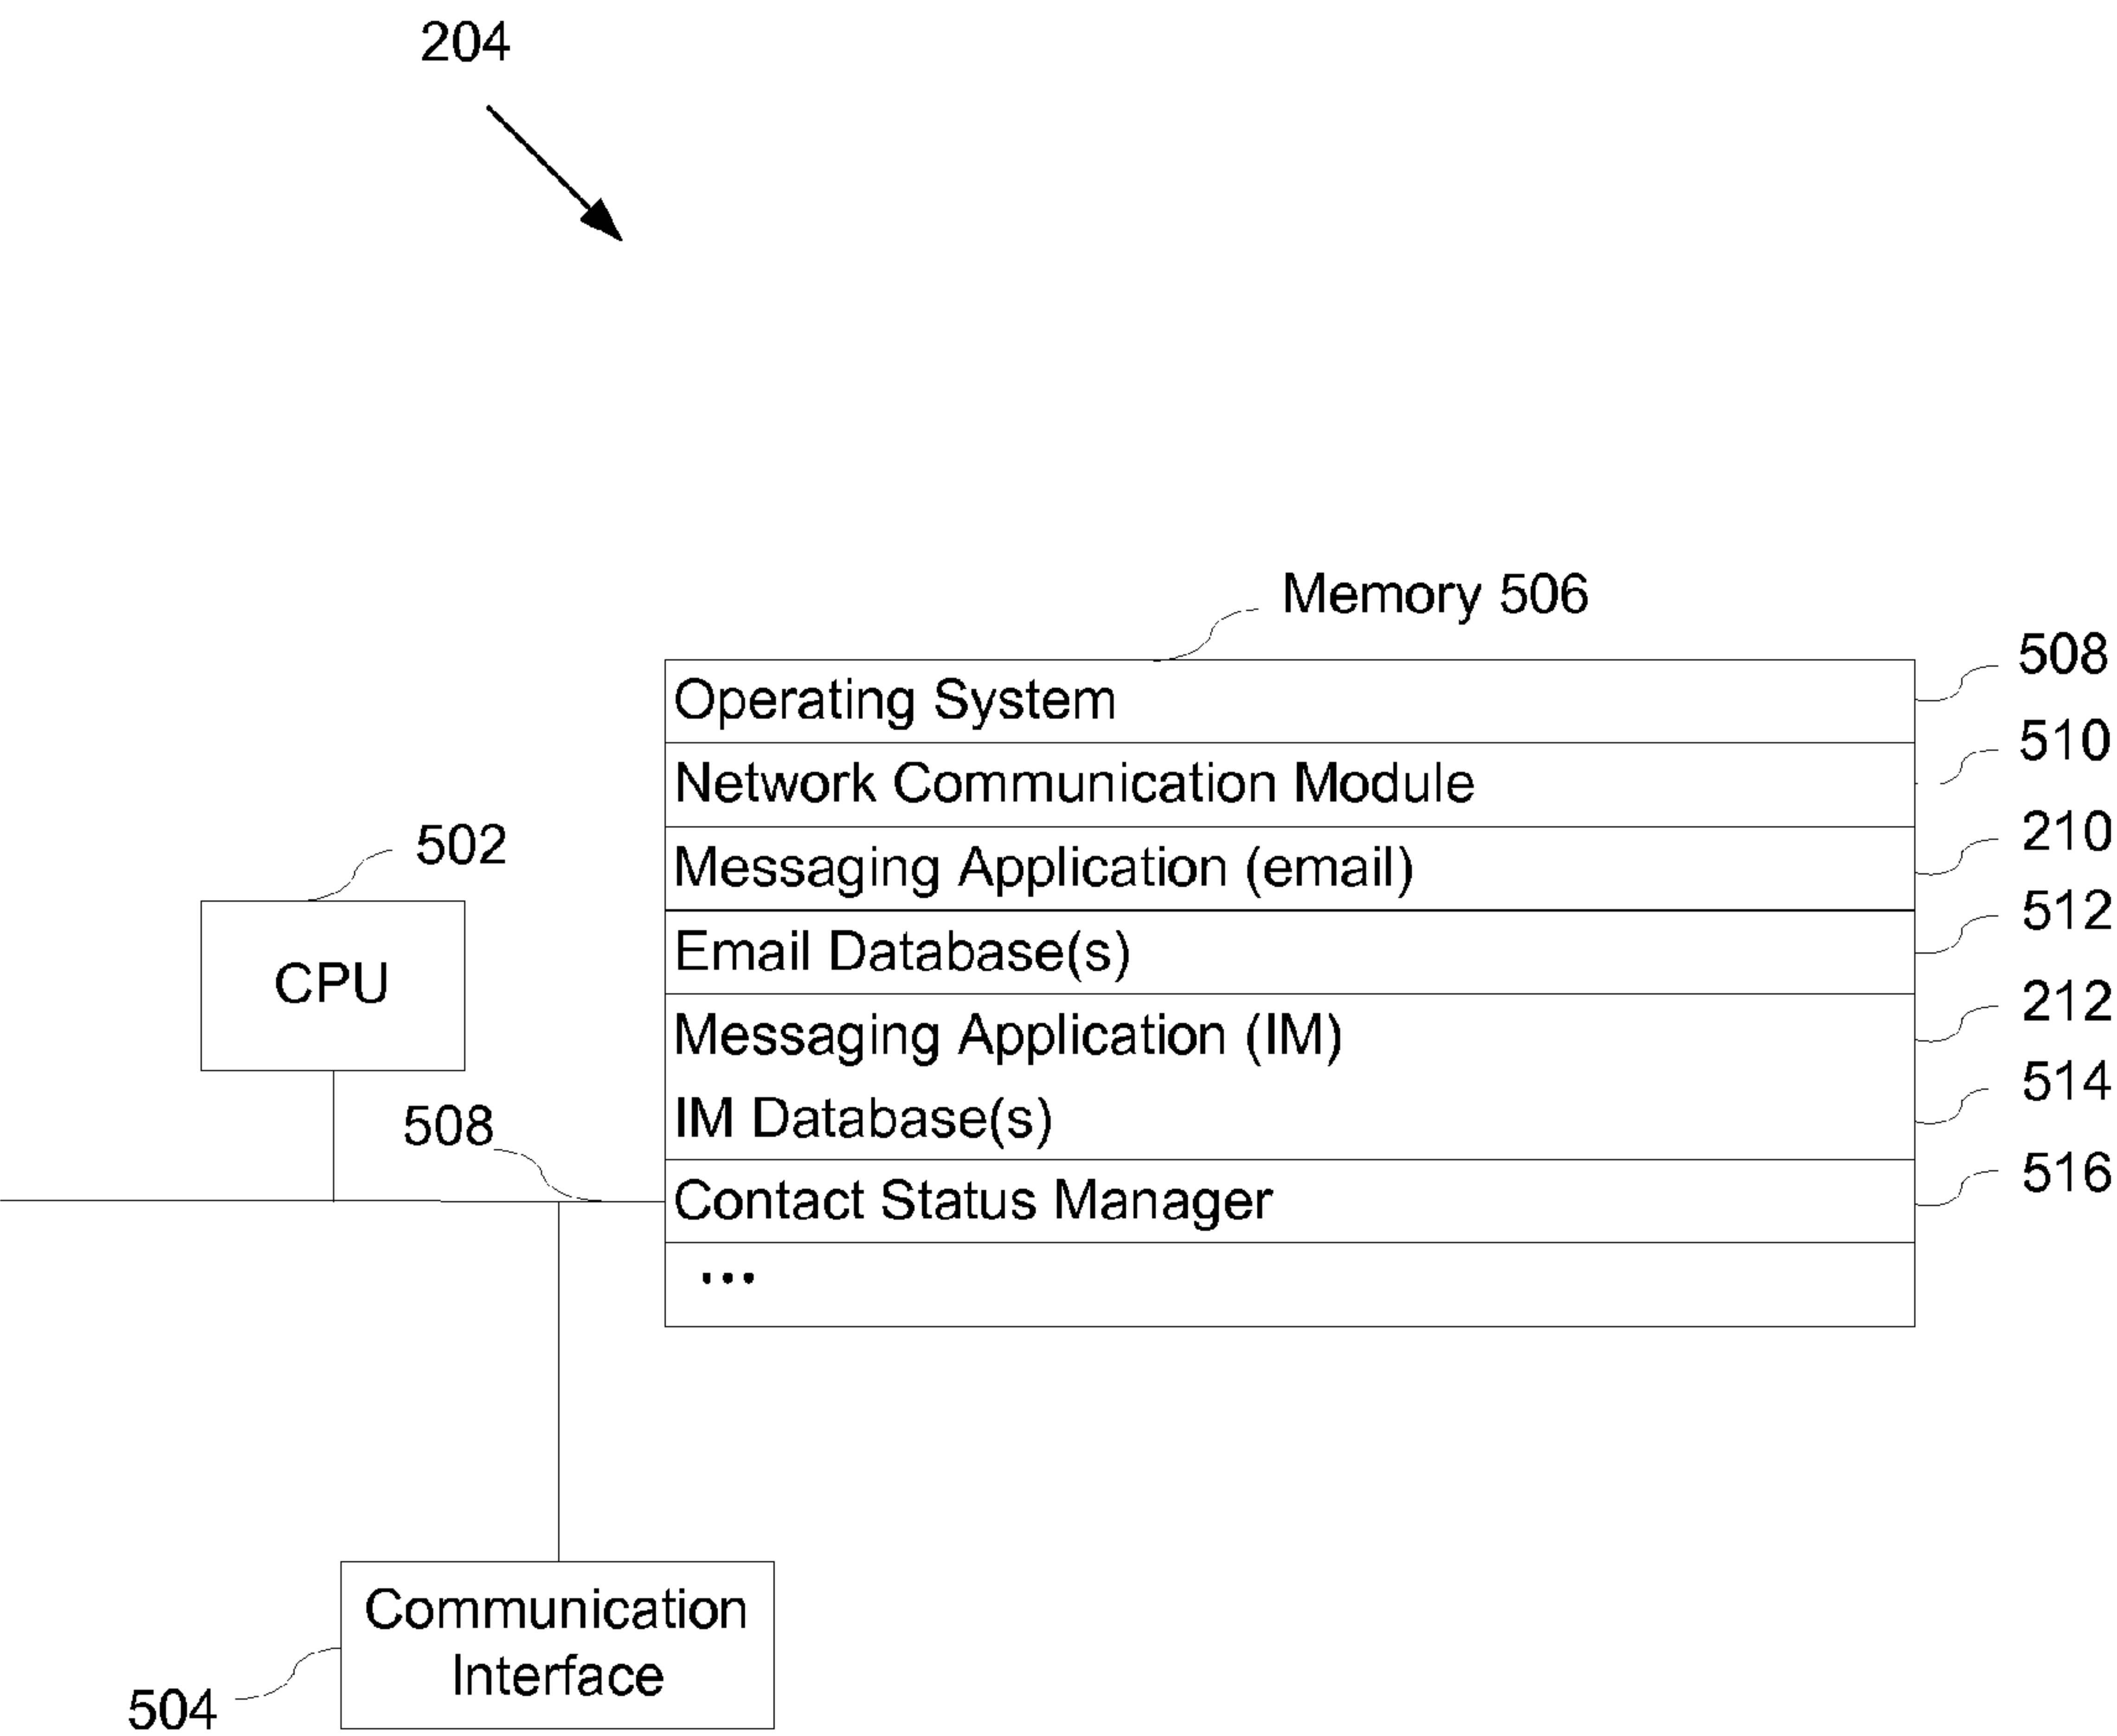 204
Memory 506
Operating System
508
Network Communication Module
510
Messaging Application (email)
210
Email Database(s)
512
Messaging Application (IM)
212
IM Database(s)
514
Contact Status Manager
516
...
502
CPU
508
Communication
Interface
504